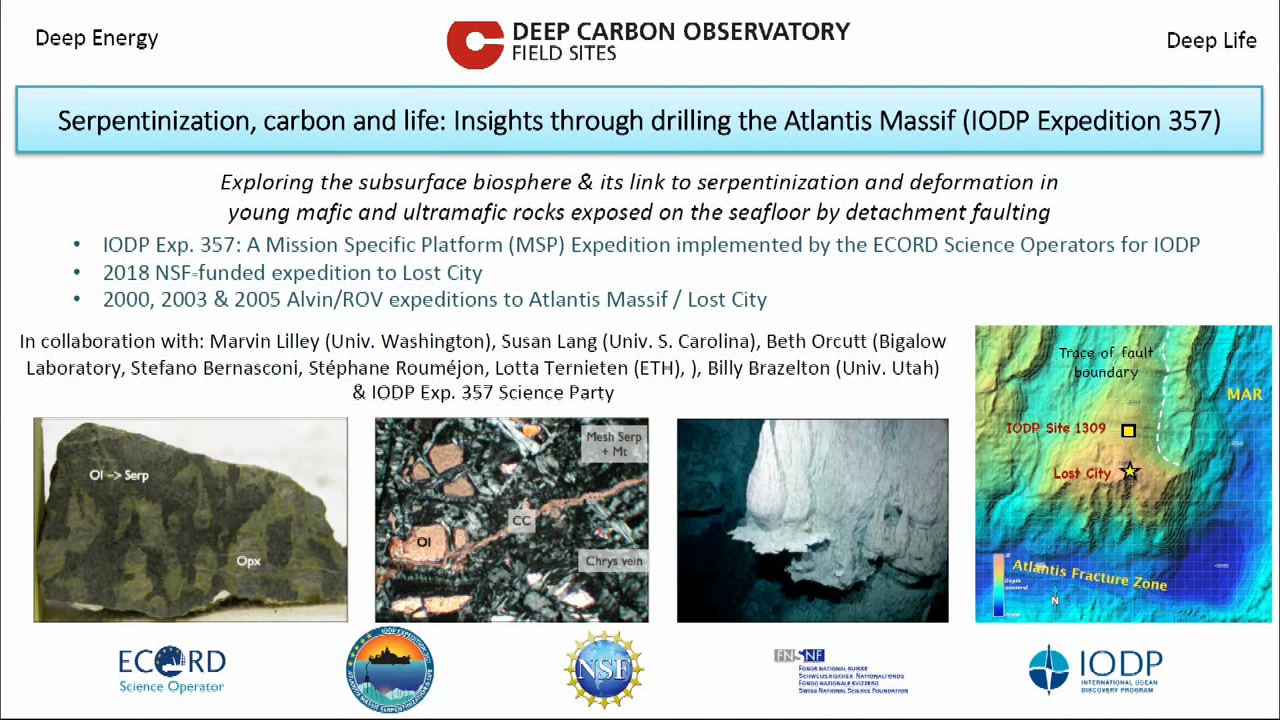 Deep Energy
DEEP CARBON OBSERVATORY
FIELD SITES
Deep Life
Serpentinization, carbon and life: Insights through drilling the Atlantis Massif (IODP Expedition 357)
Exploring the subsurface biosphere & its link to serpentinization and deformation in
young mafic and ultramafic rocks exposed on the seafloor by detachment faulting
• IODP Exp. 357: A Mission Specific Platform (MSP) Expedition implemented by the ECORD Science Operators for IODP
• 2018 NSF-funded expedition to Lost City
• 2000, 2003 & 2005 Alvin/ROV expeditions to Atlantis Massif / Lost City
In collaboration with: Marvin Lilley (Univ. Washington), Susan Lang (Univ. S. Carolina), Beth Orcutt (Bigalow
Laboratory, Stefano Bernasconi, Stéphane Rouméjon, Lotta Ternieten (ETH), ), Billy Brazelton (Univ. Utah)
& IODP Exp. 357 Science Party
Ol -> Serp
Opx
Mesh Serp
+ Mt
CC
Ol
Chrys vein
Trace of fault
boundary
MAR
IODP Site 1309
Lost City
Atlantis Fracture Zone
N
ECORD
Science Operator
NSF
FNSNF
FONDS NATIONAL SUISSE
SCHWEIZERISCHER NATIONALFONDS
FONDO NAZIONALE SVIZZERO
SWISS NATIONAL SCIENCE FOUNDATION
IODP
INTERNATIONAL OCEAN
DISCOVERY PROGRAM